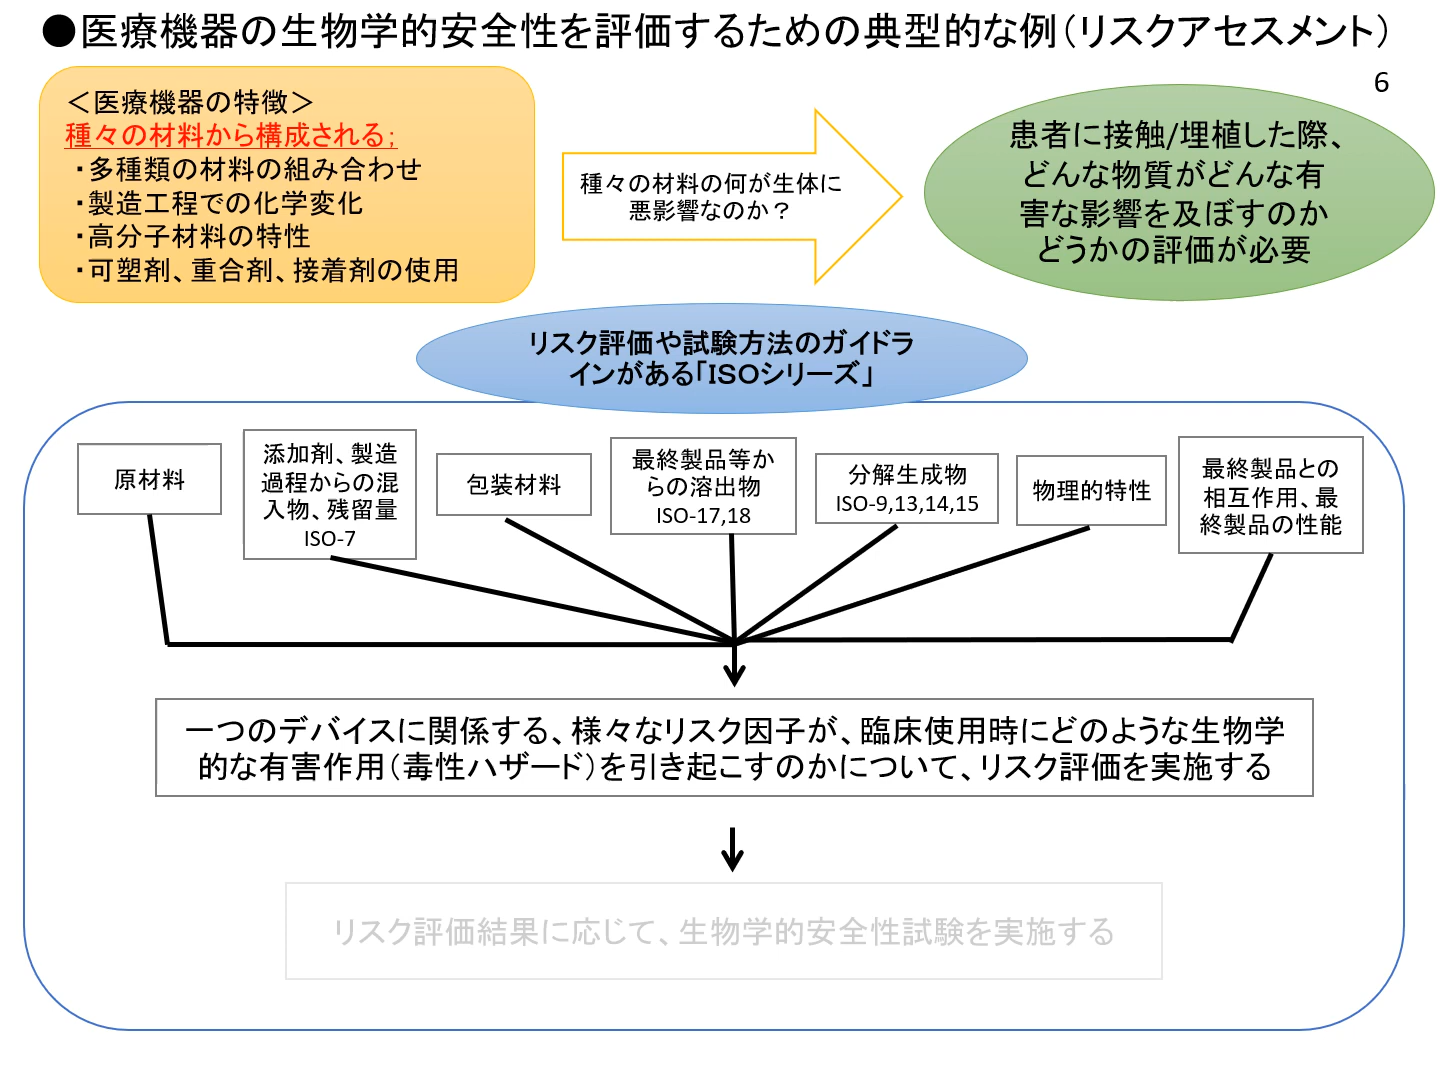 ●医療機器の生物学的安全性を評価するための典型的な例（リスクアセスメント）
6
＜医療機器の特徴＞
種々の材料から構成される；
・多種類の材料の組み合わせ
・製造工程での化学変化
・高分子材料の特性
・可塑剤、重合剤、接着剤の使用
種々の材料の何が生体に
悪影響なのか？
患者に接触/埋植した際、
どんな物質がどんな有
害な影響を及ぼすのか
どうかの評価が必要
リスク評価や試験方法のガイドラ
インがある「ISOシリーズ」
原材料
添加剤、製造
過程からの混
入物、残留量
ISO-7
包装材料
最終製品等か
らの溶出物
ISO-17,18
分解生成物
ISO-9,13,14,15
物理的特性
最終製品との
相互作用、最
終製品の性能
一つのデバイスに関係する、様々なリスク因子が、臨床使用時にどのような生物学
的な有害作用（毒性ハザード）を引き起こすのかについて、リスク評価を実施する
リスク評価結果に応じて、生物学的安全性試験を実施する